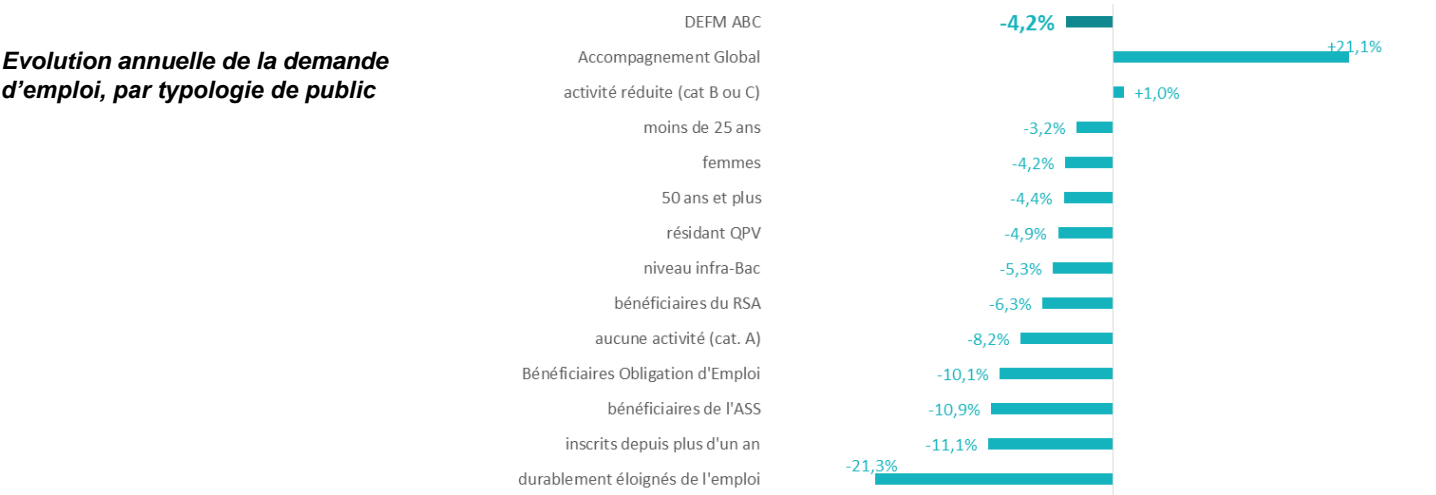 Evolution annuelle de la demande
d'emploi, par typologie de public
DEFM ABC -4,2%
Accompagnement Global +21,1%
activité réduite (cat B ou C) +1,0%
moins de 25 ans -3,2%
femmes -4,2%
50 ans et plus -4,4%
résidant QPV -4,9%
niveau infra-Bac -5,3%
bénéficiaires du RSA -6,3%
aucune activité (cat. A) -8,2%
Bénéficiaires Obligation d'Emploi -10,1%
bénéficiaires de l'ASS -10,9%
inscrits depuis plus d'un an -11,1%
durablement éloignés de l'emploi -21,3%